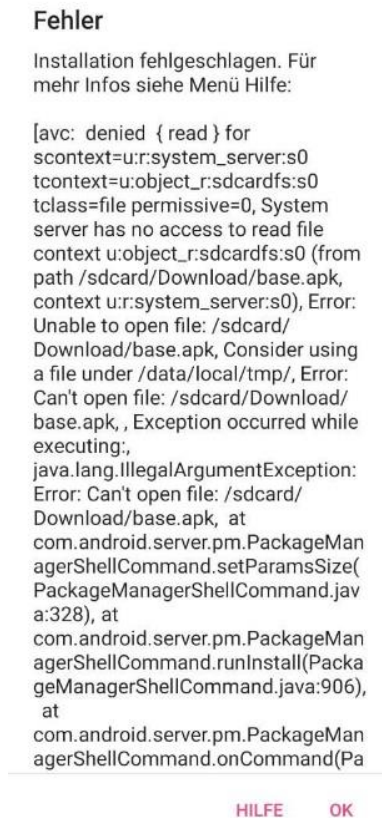 Fehler
Installation fehlgeschlagen. Für
mehr Infos siehe Menü Hilfe:
[avc:  denied  { read } for
scontext=u:r:system_server:s0
tcontext=u:object_r:sdcardfs:s0
tclass=file permissive=0, System
server has no access to read file
context u:object_r:sdcardfs:s0 (from
path /sdcard/Download/base.apk,
context u:r:system_server:s0), Error:
Unable to open file: /sdcard/
Download/base.apk, Consider using
a file under /data/local/tmp/, Error:
Can't open file: /sdcard/Download/
base.apk, , Exception occurred while
executing:,
java.lang.IllegalArgumentException:
Error: Can't open file: /sdcard/
Download/base.apk,  at
com.android.server.pm.PackageMan
agerShellCommand.setParamsSize(
PackageManagerShellCommand.jav
a:328), at
com.android.server.pm.PackageMan
agerShellCommand.runInstall(Packa
geManagerShellCommand.java:906),
at
com.android.server.pm.PackageMan
agerShellCommand.onCommand(Pa
HILFE OK